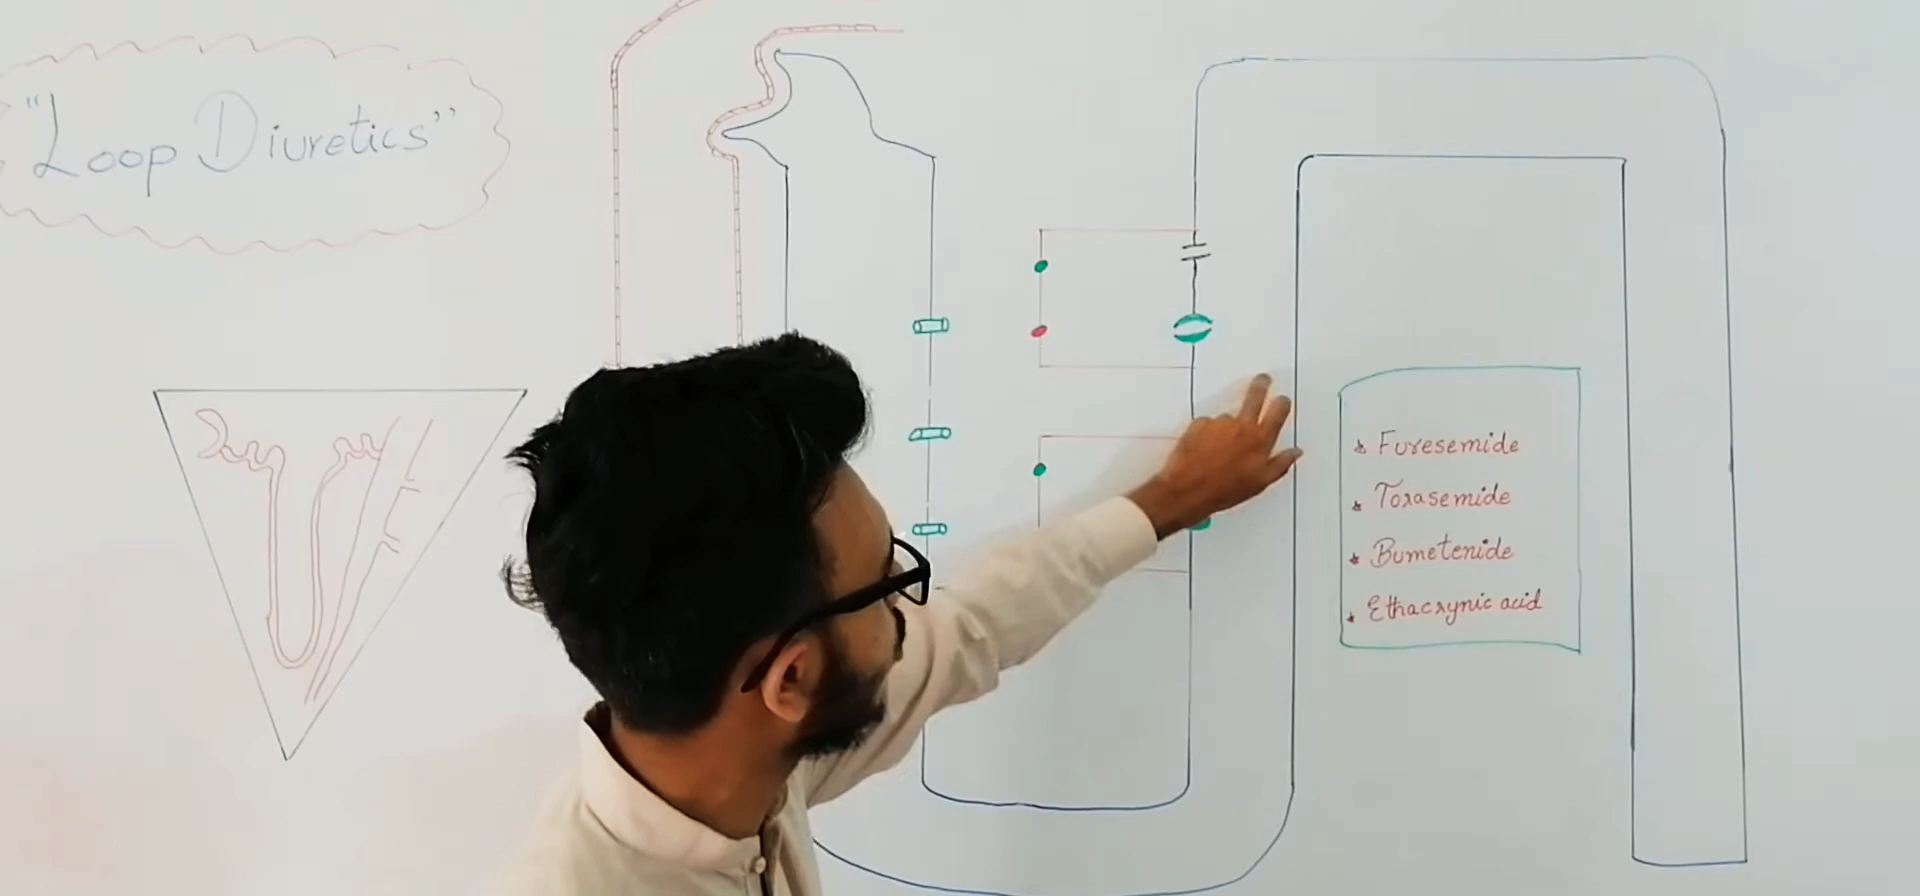 "Loop Diuretics"
Furesemide
Torasemide
Bumetenide
Ethacrynic acid